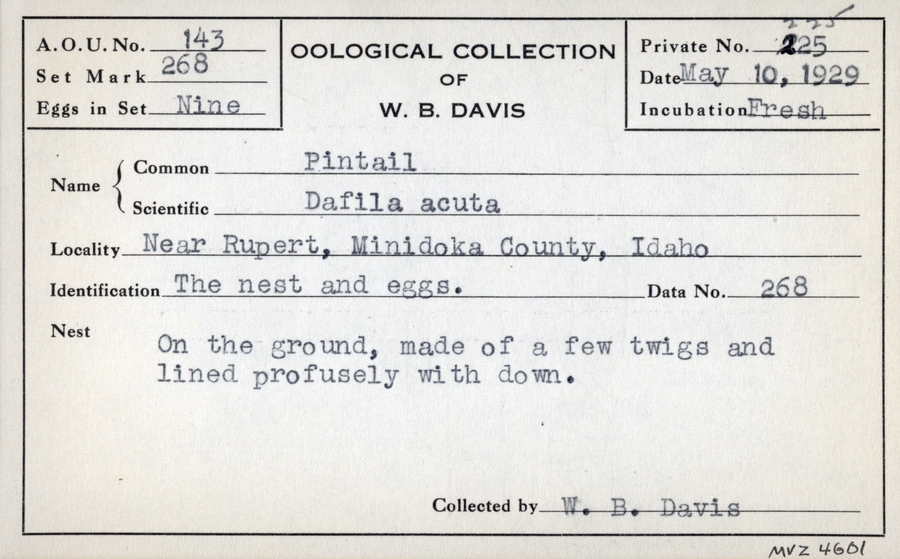 225
A.O.U. No. 143
OOLOGICAL COLLECTION
Private No. 225
Set Mark 268
OF
Date May 10, 1929
Eggs in Set Nine
W. B. DAVIS
Incubation Fresh
Name
Common Pintail
Scientific Dafila acuta
Locality Near Rupert, Minidoka County, Idaho
Identification The nest and eggs. Data No. 268
Nest
On the ground, made of a few twigs and
lined profusely with down.
Collected by W. B. Davis
MVZ 4601